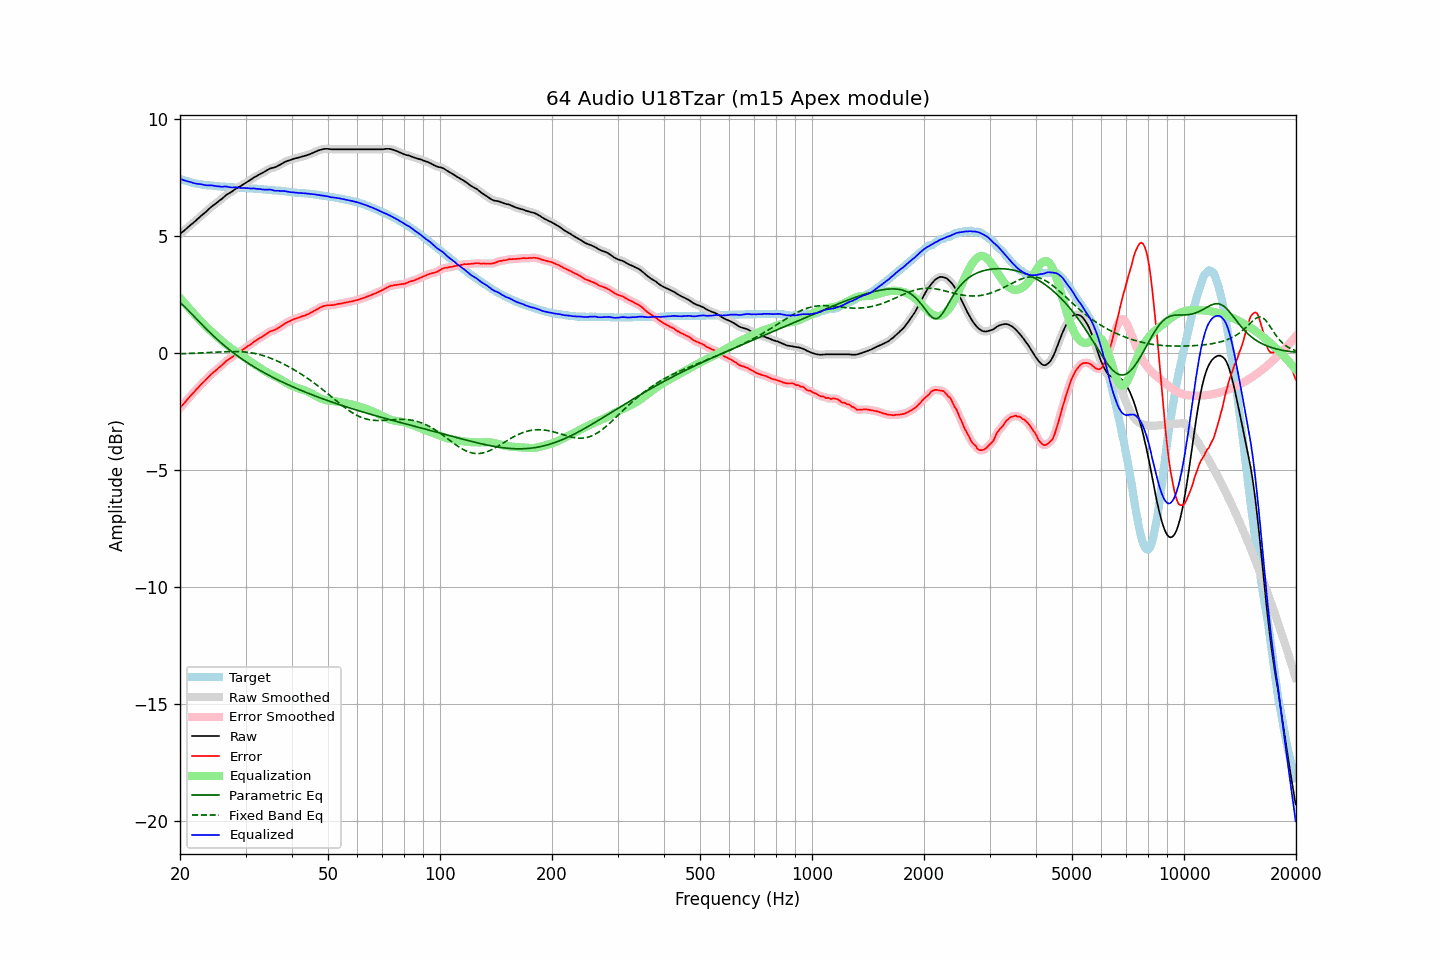 64 Audio U18Tzar (m15 Apex module)
10
5
0
−5
−10
−15
−20
Amplitude (dBr)
Target
Raw Smoothed
Error Smoothed
Raw
Error
Equalization
Parametric Eq
Fixed Band Eq
Equalized
20 50 100 200 500 1000 2000 5000 10000 20000
Frequency (Hz)